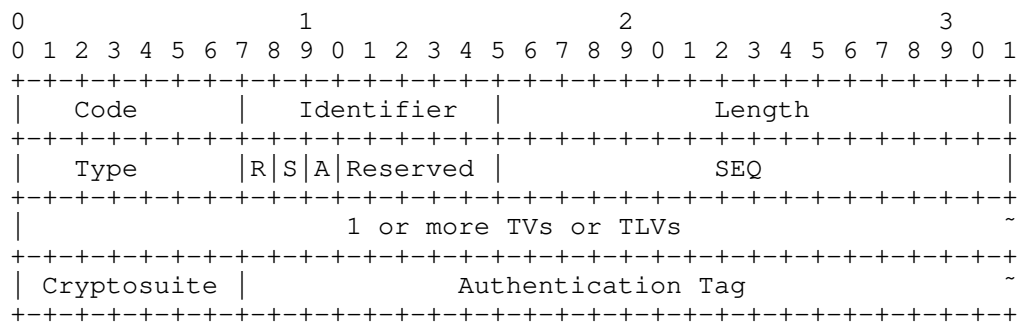 0                   1                   2                   3
0 1 2 3 4 5 6 7 8 9 0 1 2 3 4 5 6 7 8 9 0 1 2 3 4 5 6 7 8 9 0 1
+-+-+-+-+-+-+-+-+-+-+-+-+-+-+-+-+-+-+-+-+-+-+-+-+-+-+-+-+-+-+-+
|   Code        |   Identifier  |             Length            |
+-+-+-+-+-+-+-+-+-+-+-+-+-+-+-+-+-+-+-+-+-+-+-+-+-+-+-+-+-+-+-+
|   Type        |R|S|A|Reserved |             SEQ               |
+-+-+-+-+-+-+-+-+-+-+-+-+-+-+-+-+-+-+-+-+-+-+-+-+-+-+-+-+-+-+-+
|                    1 or more TVs or TLVs                      ~
+-+-+-+-+-+-+-+-+-+-+-+-+-+-+-+-+-+-+-+-+-+-+-+-+-+-+-+-+-+-+-+
| Cryptosuite |             Authentication Tag                  ~
+-+-+-+-+-+-+-+-+-+-+-+-+-+-+-+-+-+-+-+-+-+-+-+-+-+-+-+-+-+-+-+